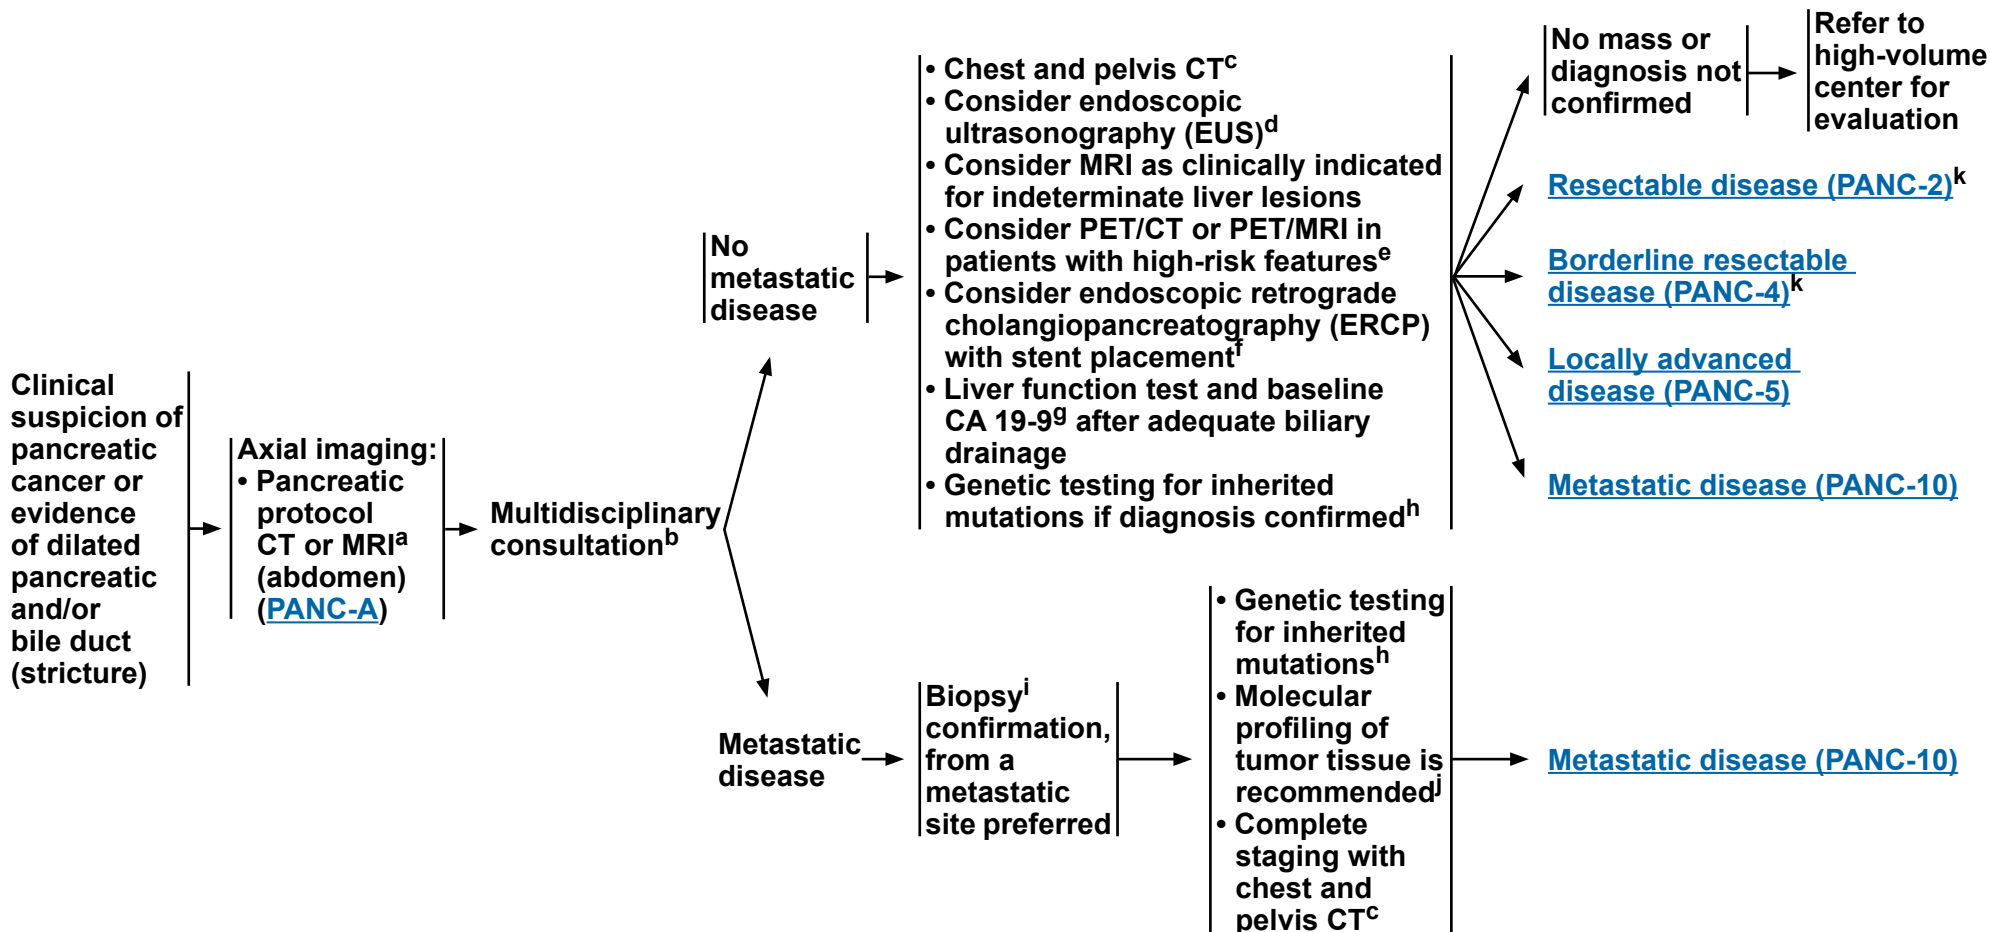 Clinical
suspicion of
pancreatic
cancer or
evidence
of dilated
pancreatic
and/or
bile duct
(stricture)
Axial imaging:
• Pancreatic
protocol
CT or MRIa
(abdomen)
(PANC-A)
Multidisciplinary
consultationb
No
metastatic
disease
• Chest and pelvis CTc
• Consider endoscopic
ultrasonography (EUS)d
• Consider MRI as clinically indicated
for indeterminate liver lesions
• Consider PET/CT or PET/MRI in
patients with high-risk featurese
• Consider endoscopic retrograde
cholangiopancreatography (ERCP)
with stent placementf
• Liver function test and baseline
CA 19-9g after adequate biliary
drainage
• Genetic testing for inherited
mutations if diagnosis confirmedh
No mass or
diagnosis not
confirmed
Refer to
high-volume
center for
evaluation
Resectable disease (PANC-2)k
Borderline resectable
disease (PANC-4)k
Locally advanced
disease (PANC-5)
Metastatic disease (PANC-10)
Metastatic
disease
Biopsyi
confirmation,
from a
metastatic
site preferred
• Genetic testing
for inherited
mutationsh
• Molecular
profiling of
tumor tissue is
recommendedj
• Complete
staging with
chest and
pelvis CTc
Metastatic disease (PANC-10)